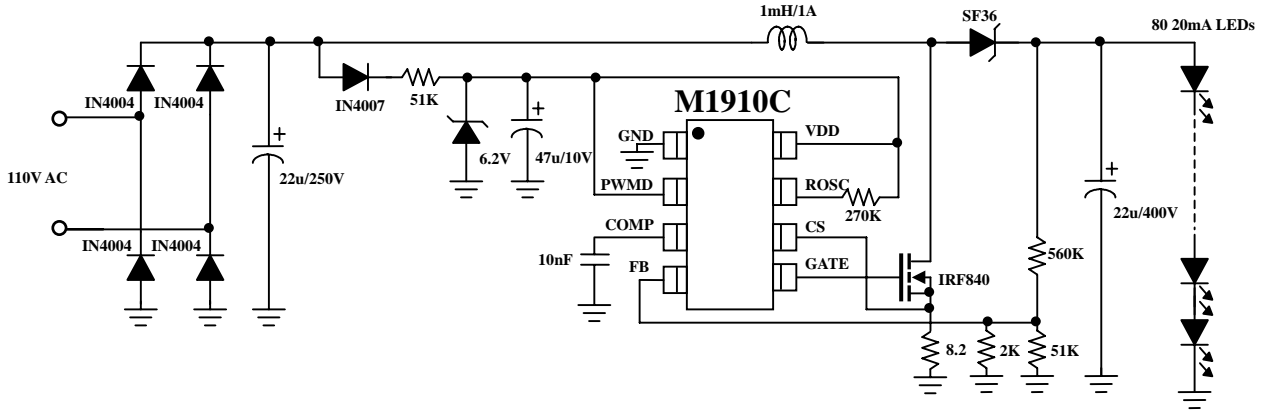 1mH/1A
SF36
80 20mA LEDs
IN4004
IN4004
IN4007
51K
M1910C
GND
VDD
6.2V
47u/10V
110V AC
22u/250V
PWMD
ROSC
270K
22u/400V
IN4004
IN4004
COMP
CS
10nF
FB
GATE
IRF840
560K
8.2
2K
51K